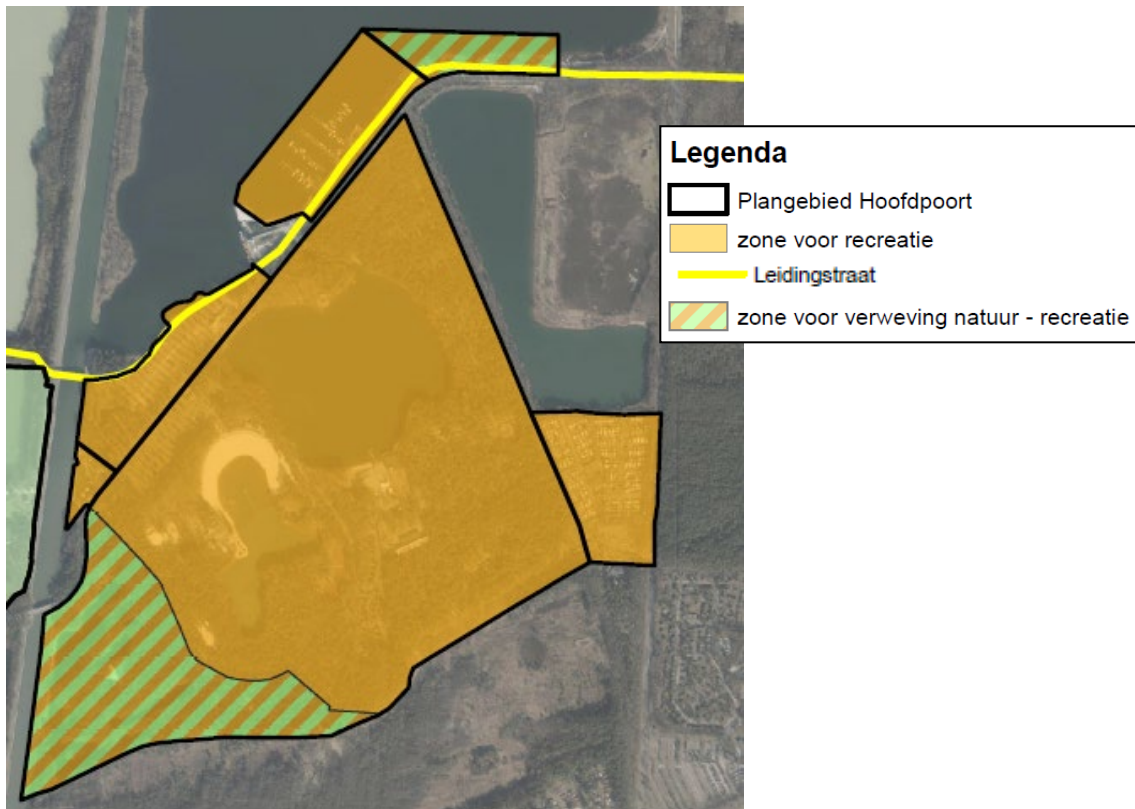 Legenda
Plangebied Hoofdpoort
zone voor recreatie
Leidingstraat
zone voor verweving natuur - recreatie